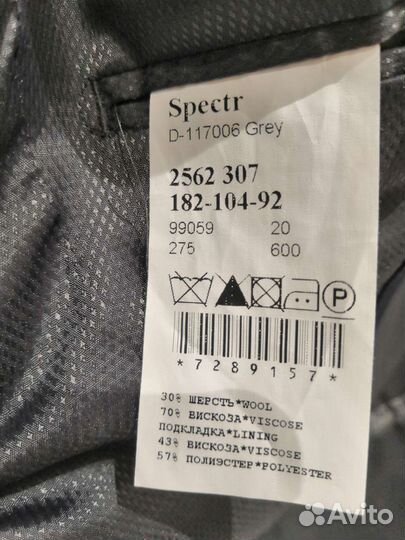 Spectr
D-117006 Grey
2562 307
182-104-92
99059 20
275 600
P
*7289157*
30% ШЕРСТЬ*WOOL
70% ВИСКОЗА*VISCOSE
ПОДКЛАДКА*LINING
43% ВИСКОЗА*VISCOSE
57% ПОЛИЭСТЕР*POLYESTER
Avito